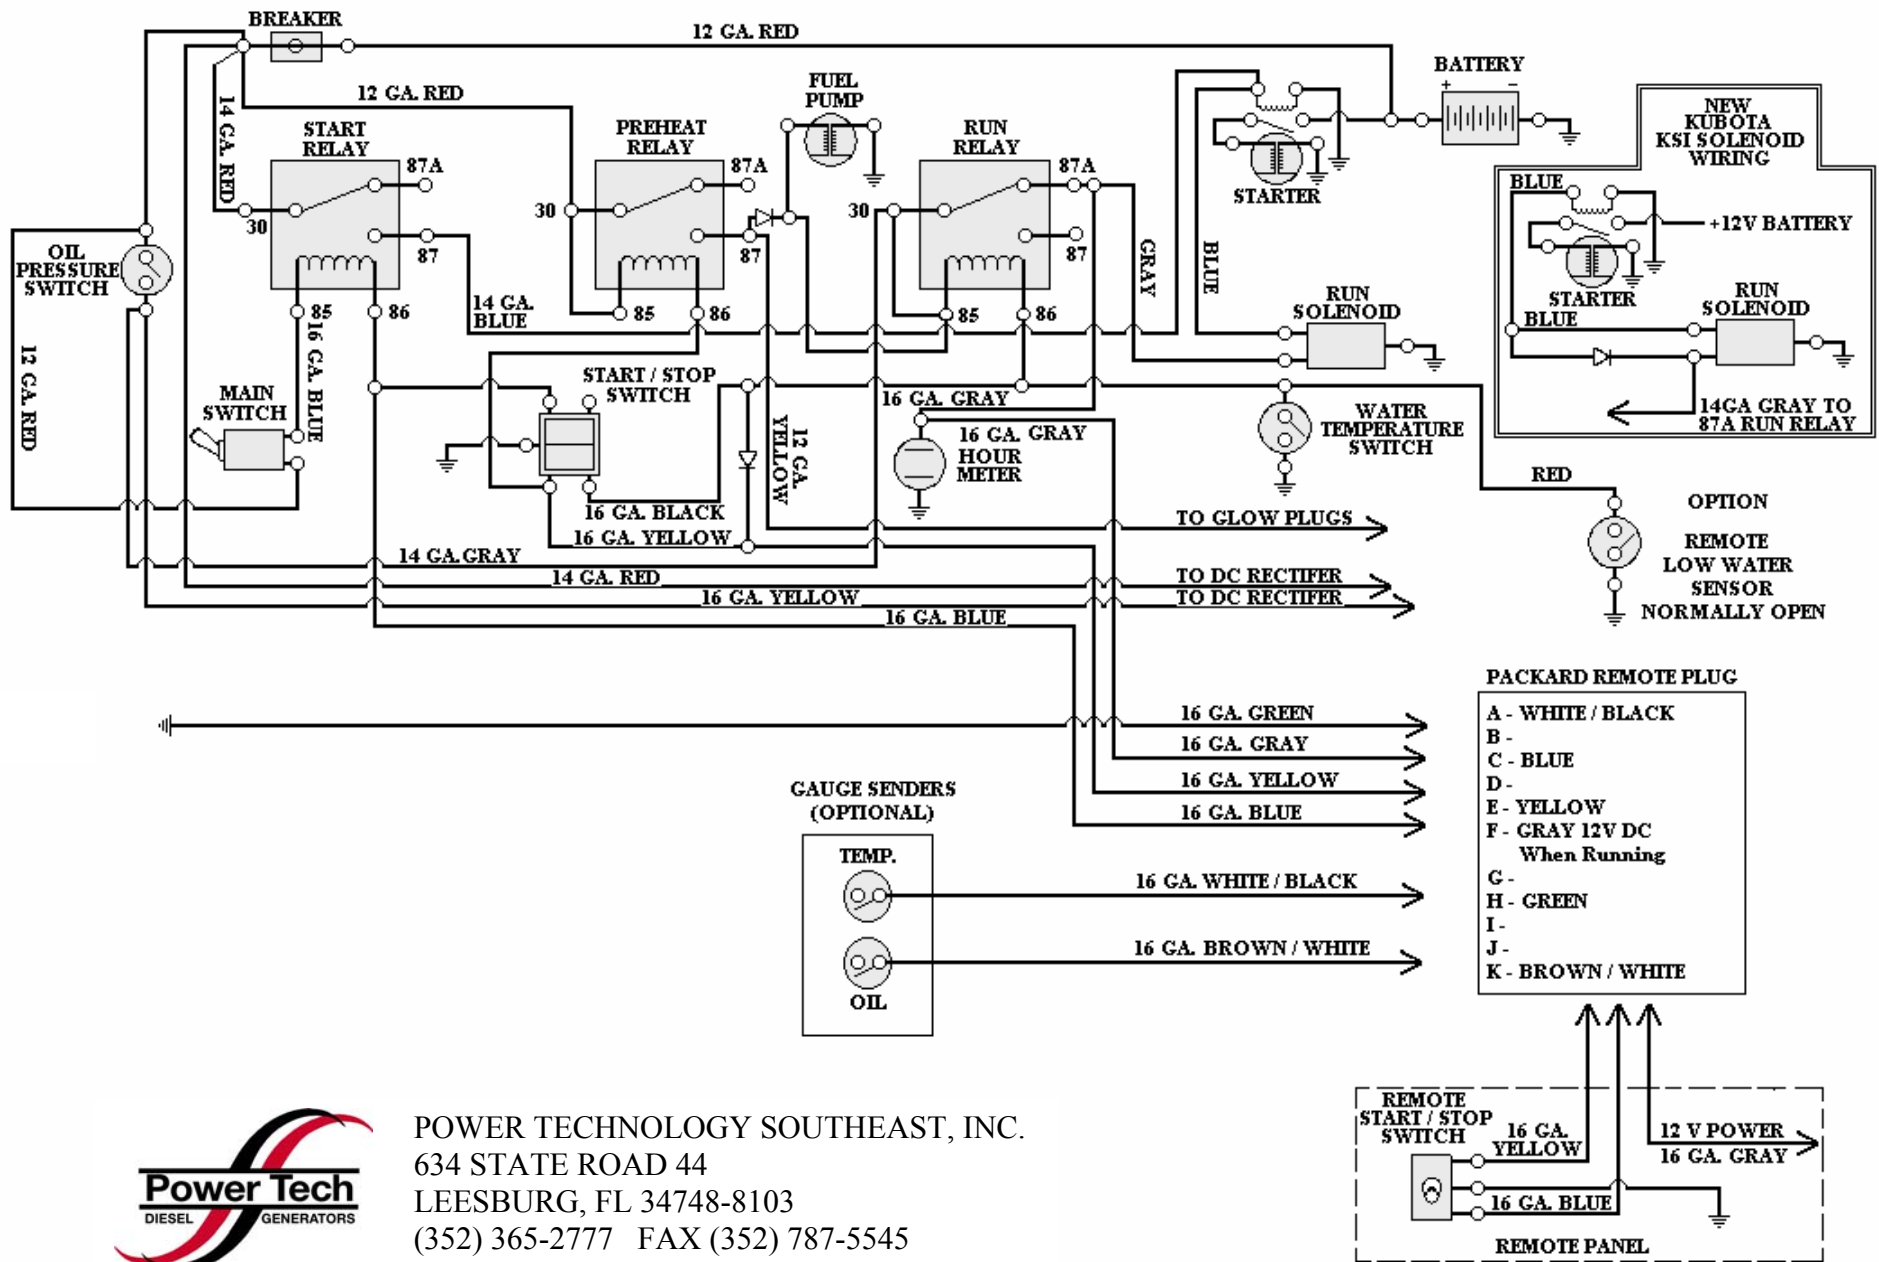 BREAKER
12 GA. RED
12 GA. RED
14 GA. RED
START
RELAY
87A
30
87
85
86
PREHEAT
RELAY
87A
30
87
85
86
FUEL
PUMP
RUN
RELAY
87A
30
87
85
86
GRAY
BLUE
STARTER
BATTERY
+ −
NEW
KUBOTA
KSI SOLENOID
WIRING
BLUE
+12V BATTERY
STARTER
BLUE
RUN
SOLENOID
14GA GRAY TO
87A RUN RELAY
RUN
SOLENOID
OIL
PRESSURE
SWITCH
12 GA. RED
14 GA.
BLUE
16 GA. BLUE
MAIN
SWITCH
START / STOP
SWITCH
16 GA. BLACK
16 GA. YELLOW
12 GA.
YELLOW
16 GA. GRAY
16 GA. GRAY
HOUR
METER
WATER
TEMPERATURE
SWITCH
RED
OPTION
REMOTE
LOW WATER
SENSOR
NORMALLY OPEN
TO GLOW PLUGS
14 GA.GRAY
14 GA. RED
TO DC RECTIFER
16 GA. YELLOW
TO DC RECTIFER
16 GA. BLUE
16 GA. GREEN
16 GA. GRAY
16 GA. YELLOW
16 GA. BLUE
GAUGE SENDERS
(OPTIONAL)
TEMP.
16 GA. WHITE / BLACK
16 GA. BROWN / WHITE
OIL
PACKARD REMOTE PLUG
A - WHITE / BLACK
B -
C - BLUE
D -
E - YELLOW
F - GRAY 12V DC
When Running
G -
H - GREEN
I -
J -
K - BROWN / WHITE
REMOTE
START / STOP
SWITCH
16 GA.
YELLOW
16 GA. BLUE
12 V POWER
16 GA. GRAY
REMOTE PANEL
Power Tech
DIESEL GENERATORS
POWER TECHNOLOGY SOUTHEAST, INC.
634 STATE ROAD 44
LEESBURG, FL 34748-8103
(352) 365-2777 FAX (352) 787-5545